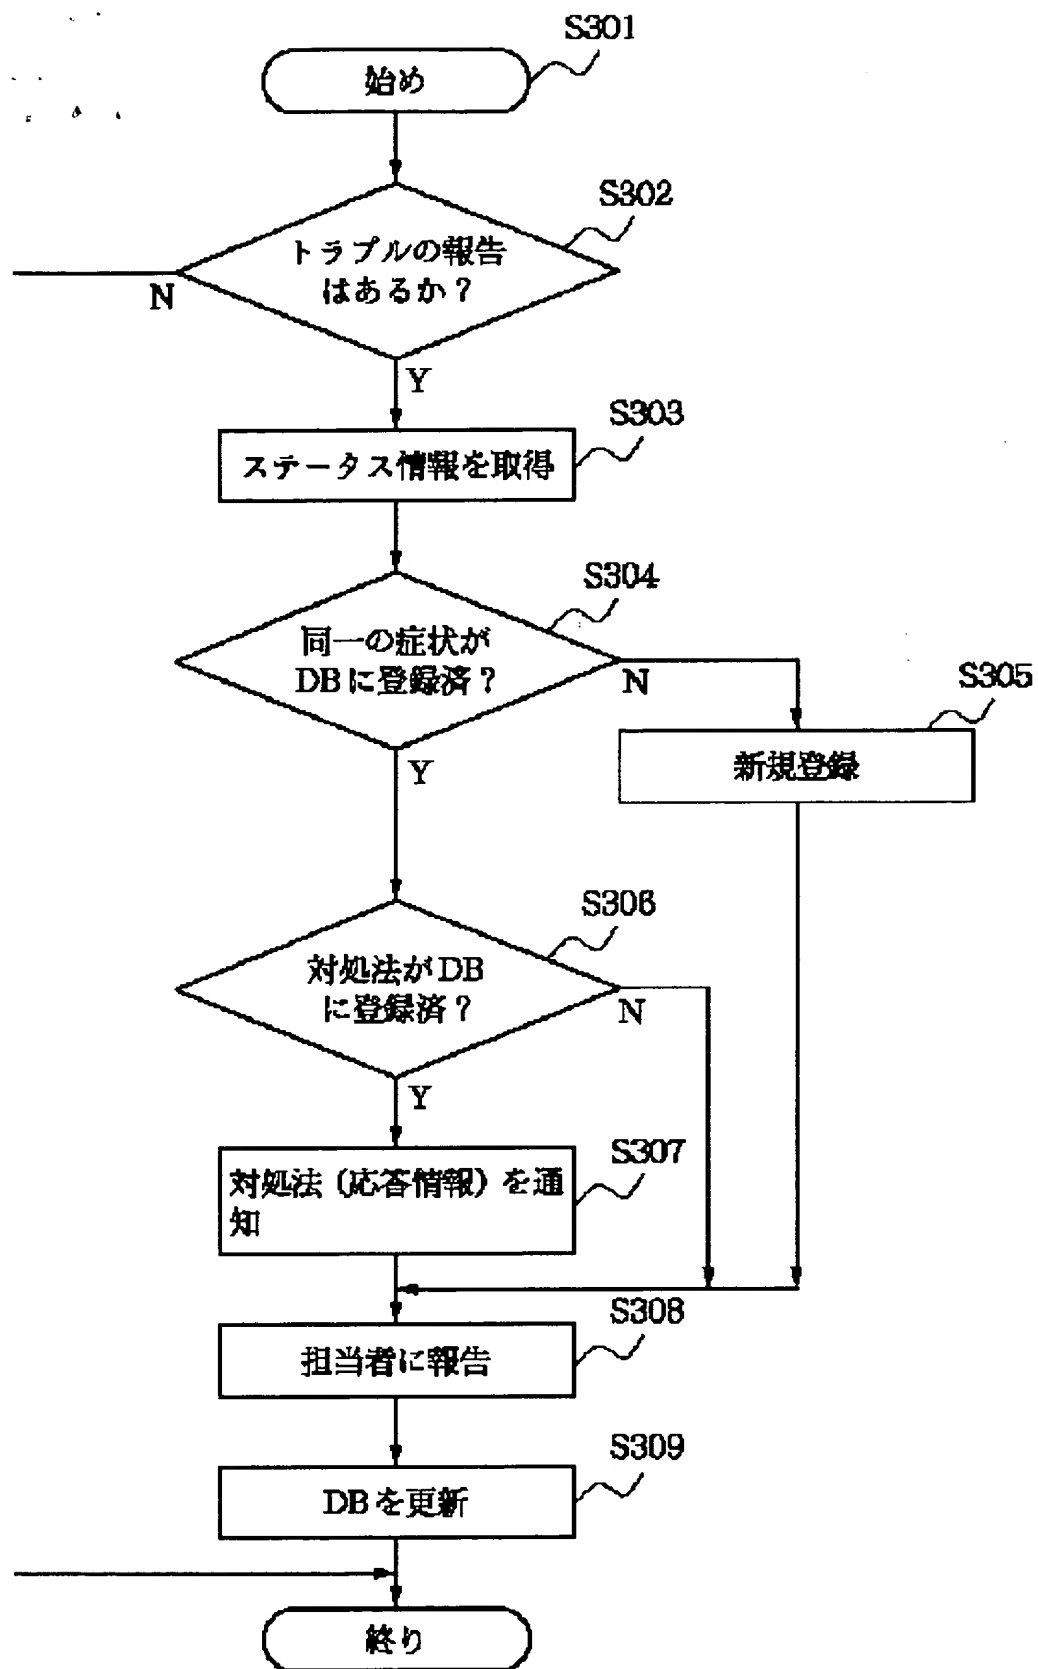 S301
始め
S302
トラブルの報告
はあるか？
N
Y
S303
ステータス情報を取得
S304
同一の症状が
DBに登録済？
N
Y
S305
新規登録
S306
対処法がDB
に登録済？
N
Y
S307
対処法（応答情報）を通
知
S308
担当者に報告
S309
DBを更新
終り